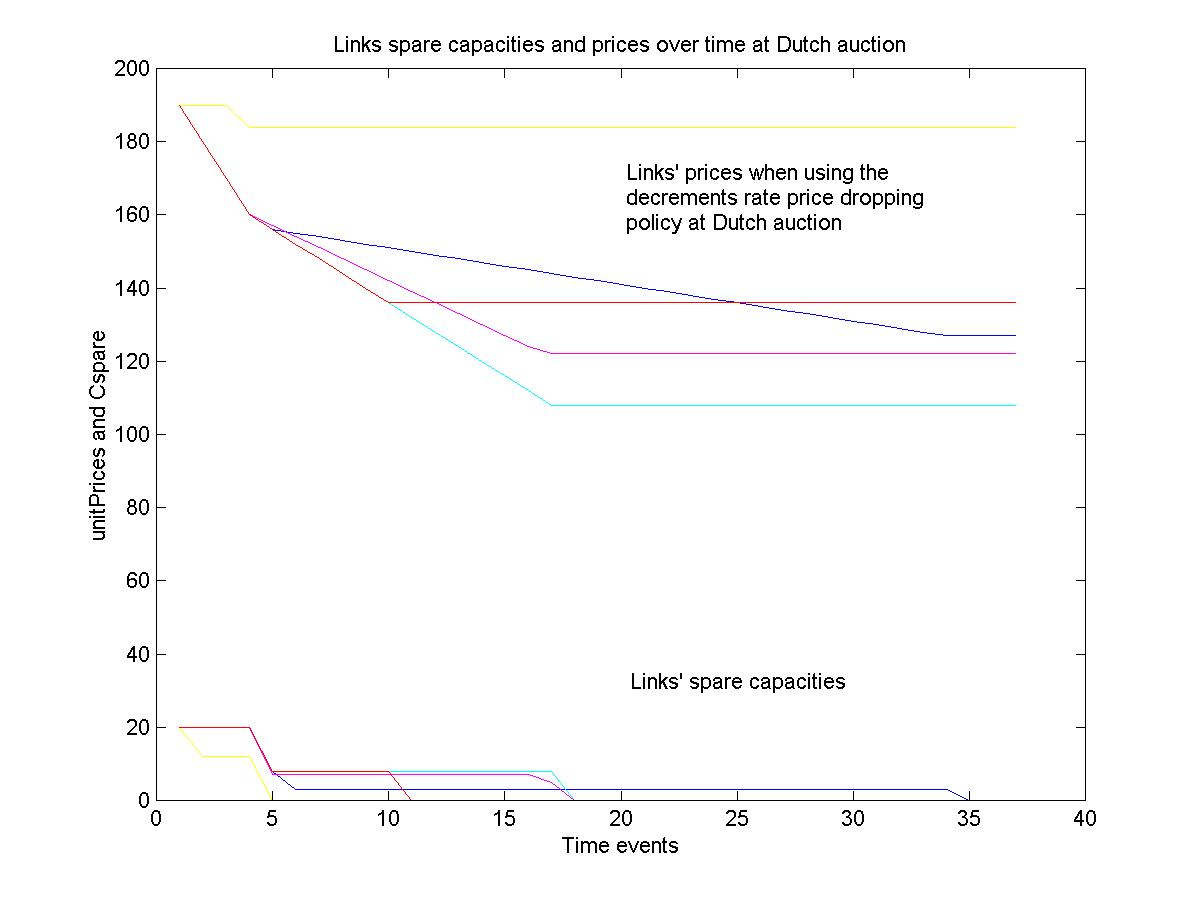 Links spare capacities and prices over time at Dutch auction
200
180
160
140
120
100
80
60
40
20
0
unitPrices and Cspare
Links' prices when using the
decrements rate price dropping
policy at Dutch auction
Links' spare capacities
0 5 10 15 20 25 30 35 40
Time events